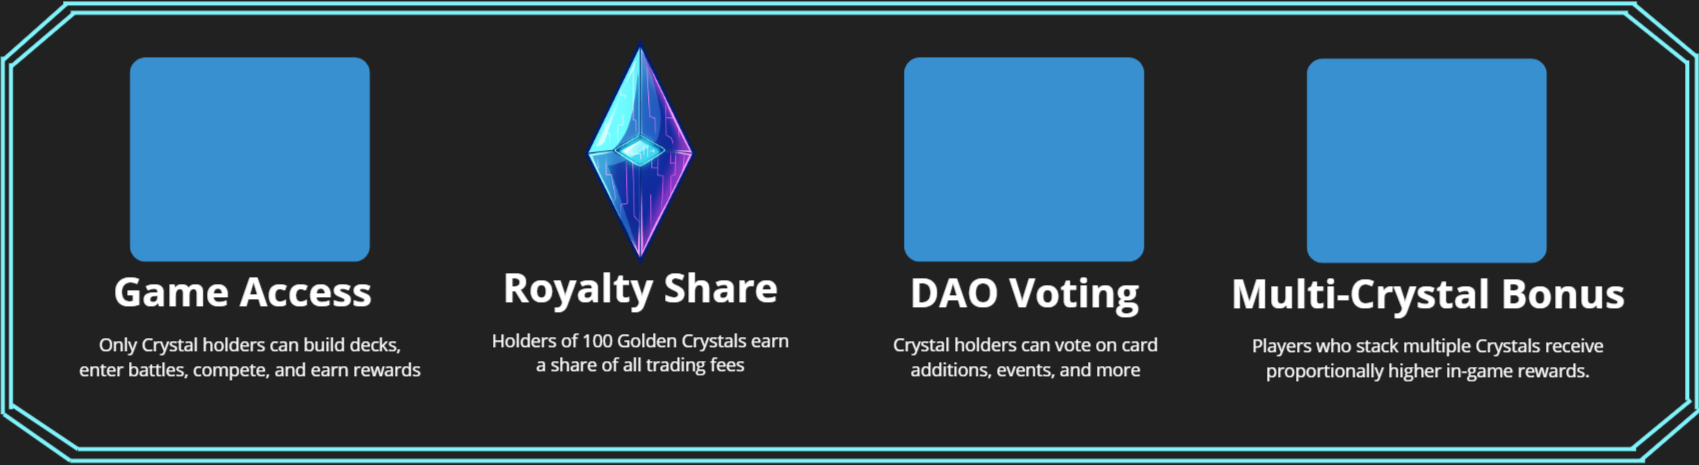 Game Access
Only Crystal holders can build decks,
enter battles, compete, and earn rewards
Royalty Share
Holders of 100 Golden Crystals earn
a share of all trading fees
DAO Voting
Crystal holders can vote on card
additions, events, and more
Multi-Crystal Bonus
Players who stack multiple Crystals receive
proportionally higher in-game rewards.